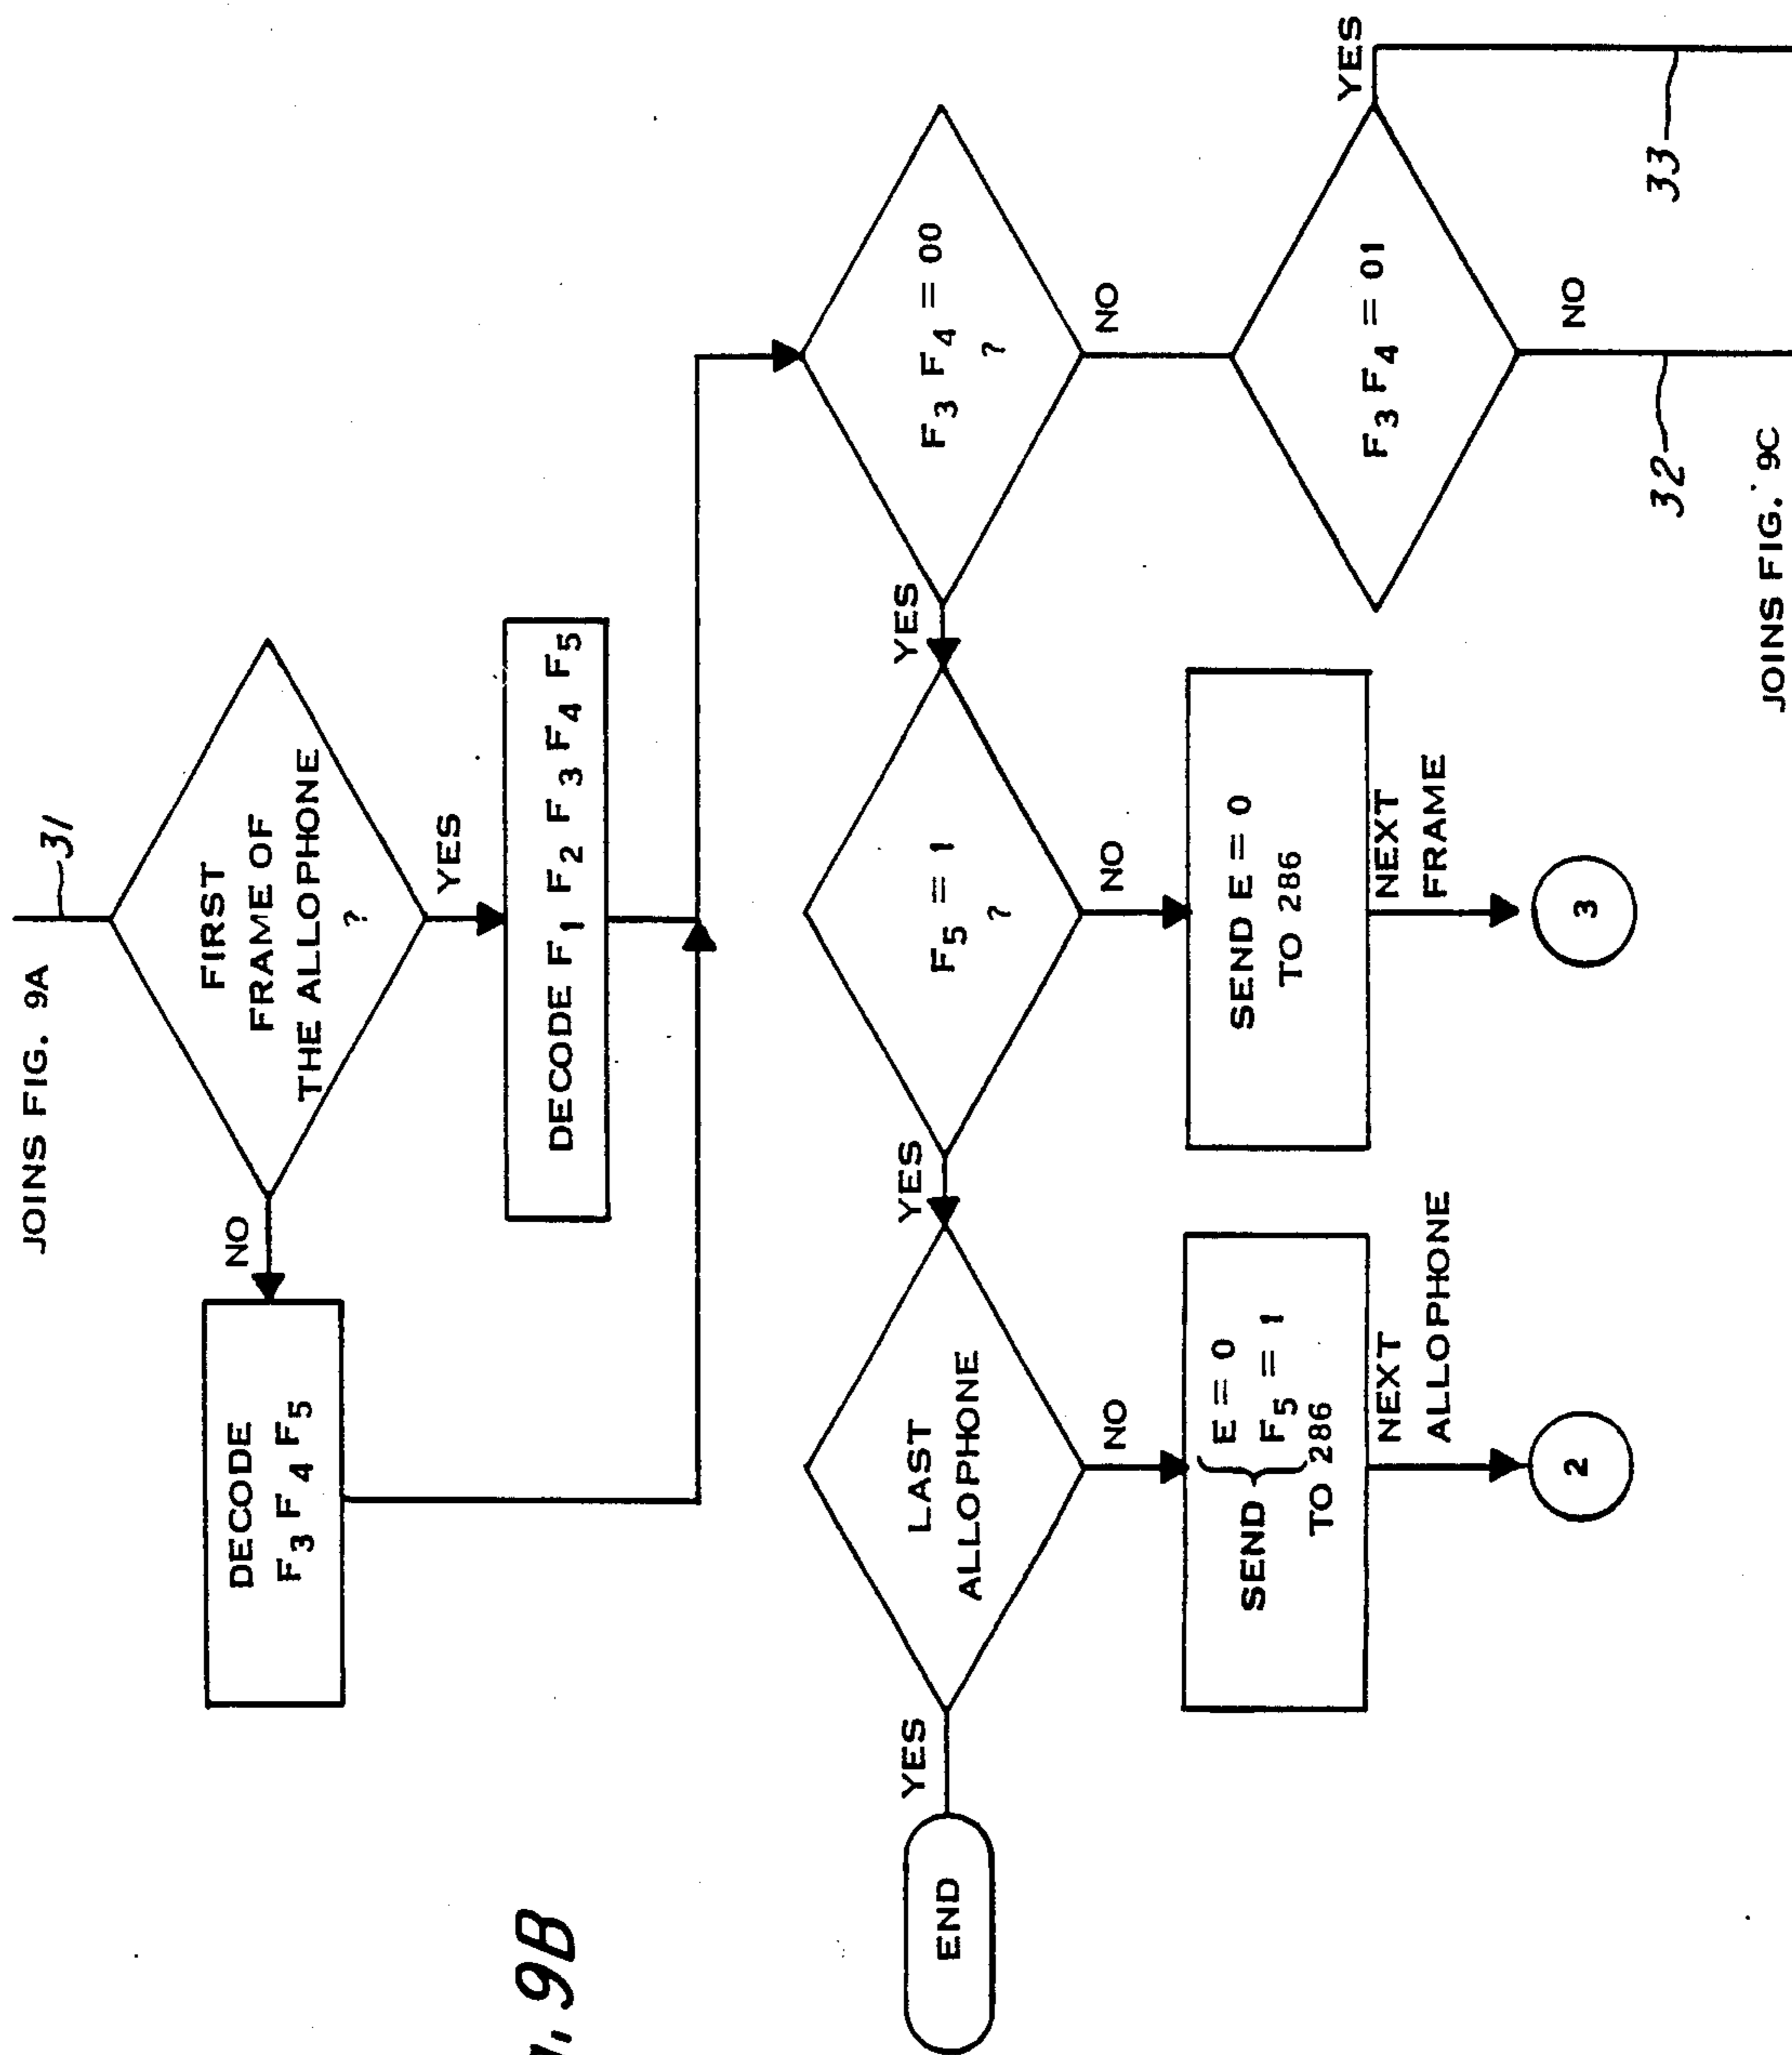 JOINS FIG. 9A
31
FIRST
FRAME OF
THE ALLOPHONE
?
NO
YES
DECODE
F3 F4 F5
DECODE F1 F2 F3 F4 F5
F3 F4 = 00
?
YES
NO
F5 = 1
?
YES
NO
LAST
ALLOPHONE
YES
NO
END
F3 F4 = 01
YES
NO
SEND E = 0
TO 286
NEXT
FRAME
3
SEND { E = 0
F5 = 1
TO 286
NEXT
ALLOPHONE
2
32
33
JOINS FIG. 9C
9B